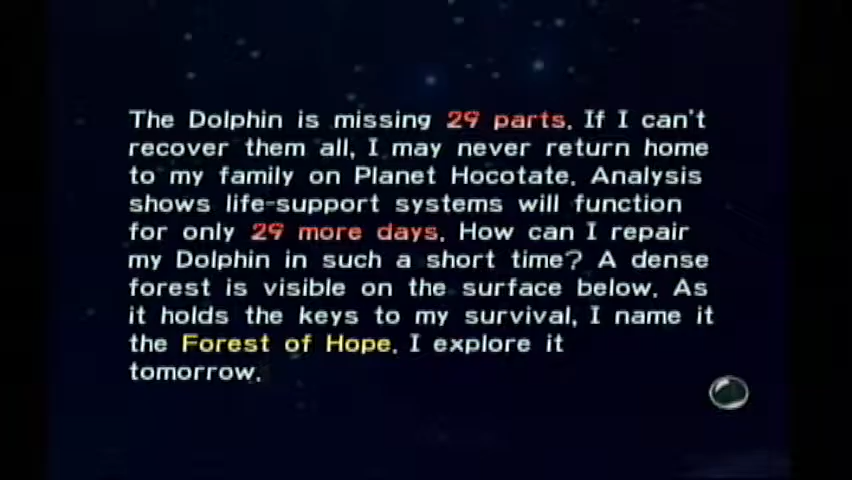 The Dolphin is missing 29 parts. If I can't
recover them all, I may never return home
to my family on Planet Hocotate. Analysis
shows life-support systems will function
for only 29 more days. How can I repair
my Dolphin in such a short time? A dense
forest is visible on the surface below. As
it holds the keys to my survival, I name it
the Forest of Hope. I explore it
tomorrow.